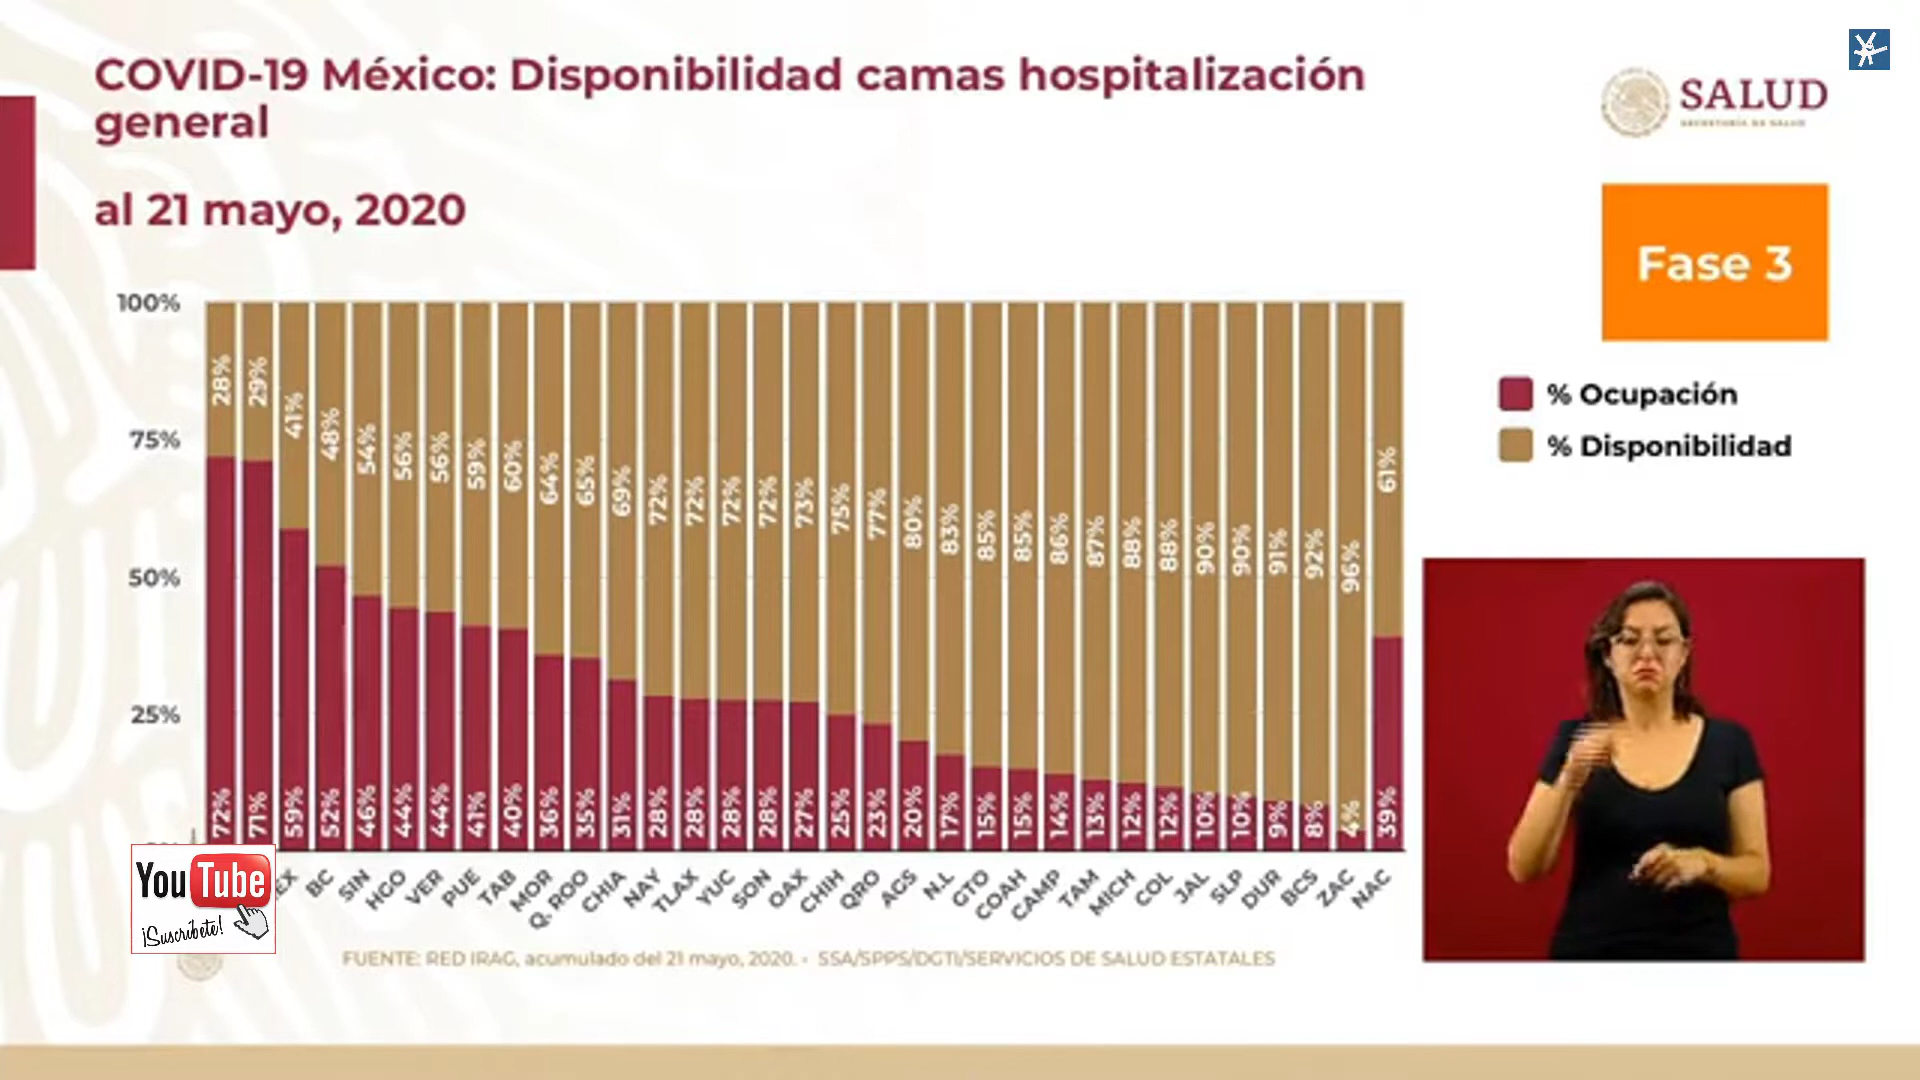 COVID-19 México: Disponibilidad camas hospitalización
general
al 21 mayo, 2020
SALUD
SECRETARÍA DE SALUD
Fase 3
% Ocupación
% Disponibilidad
100%
75%
50%
25%
28% 29% 41% 48% 54% 56% 56% 59% 60% 64% 65% 69% 72% 72% 72% 72% 73% 75% 77% 80% 83% 85% 85% 86% 87% 88% 88% 90% 90% 91% 92% 96% 61%
72% 71% 59% 52% 46% 44% 44% 41% 40% 36% 35% 31% 28% 28% 28% 28% 27% 25% 23% 20% 17% 15% 15% 14% 13% 12% 12% 10% 10% 9% 8% 4% 39%
EX BC SIN HGO VER PUE TAB MOR Q. ROO CHIA NAY TLAX YUC SON OAX CHIH QRO AGS N.L GTO COAH CAMP TAM MICH COL JAL SLP DUR BCS ZAC NAC
YouTube
¡Suscríbete!
FUENTE: RED IRAG, acumulado del 21 mayo, 2020. - SSA/SPPS/DGTI/SERVICIOS DE SALUD ESTATALES